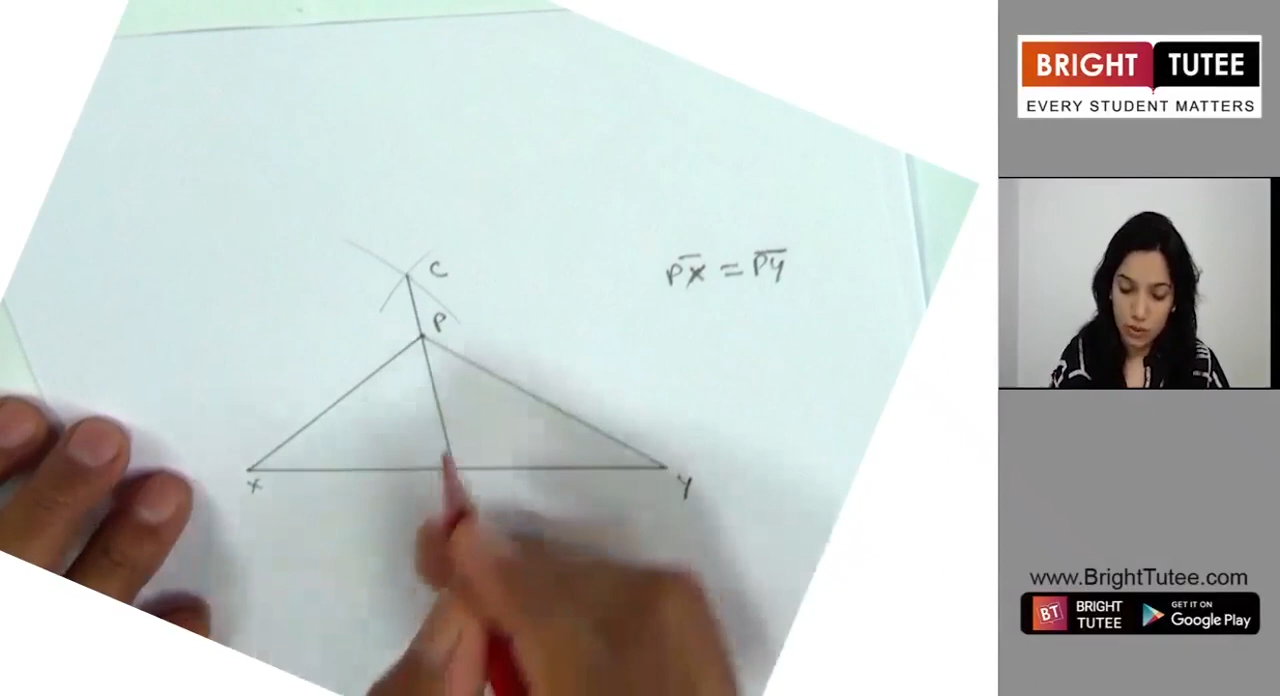 C
P
X
Y
PX = PY
BRIGHT TUTEE
EVERY STUDENT MATTERS
www.BrightTutee.com
BT
BRIGHT TUTEE
GET IT ON
Google Play